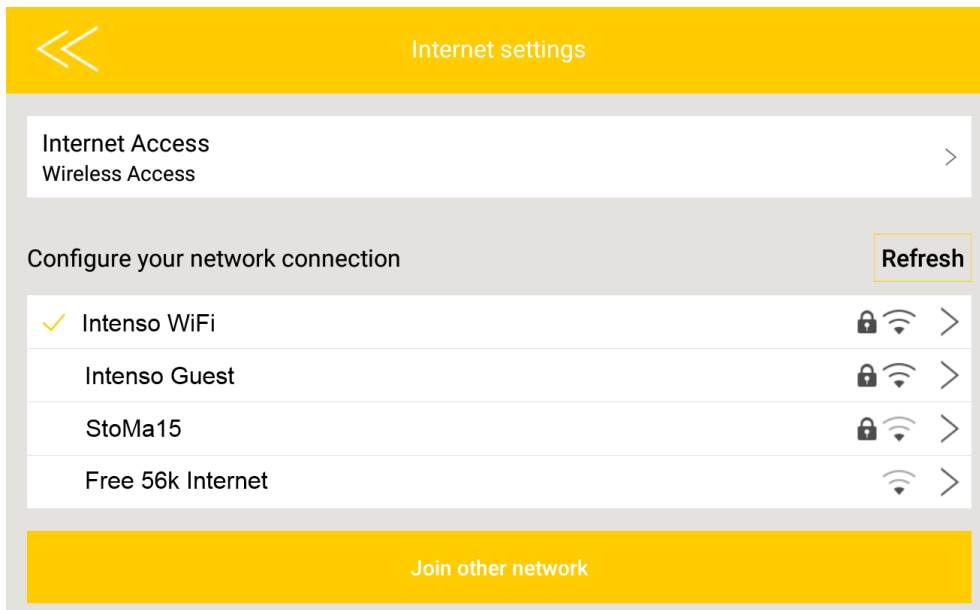 Internet settings
Internet Access
Wireless Access
Configure your network connection
Refresh
Intenso WiFi
Intenso Guest
StoMa15
Free 56k Internet
Join other network